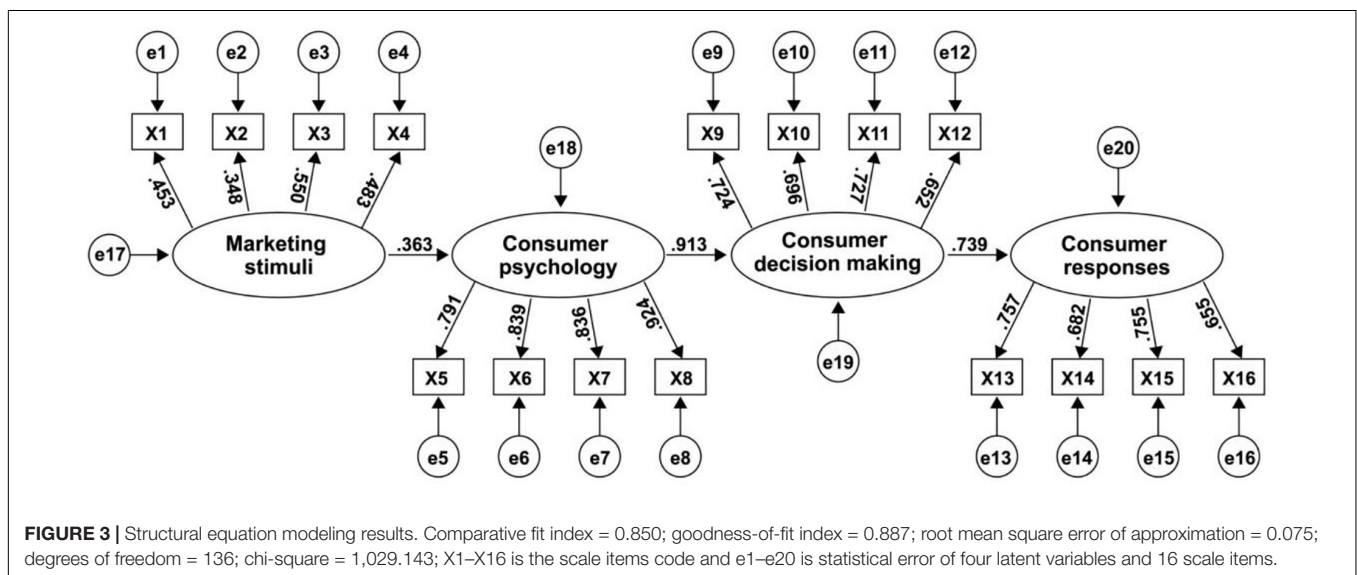 e1 e2 e3 e4
X1 X2 X3 X4
.453 .348 .550 .483
e17
Marketing
stimuli
.363
e18
Consumer
psychology
.791 .839 .836 .924
X5 X6 X7 X8
e5 e6 e7 e8
.913
e9 e10 e11 e12
X9 X10 X11 X12
.724 .696 .727 .652
Consumer
decision making
e19
.739
e20
Consumer
responses
.757 .682 .755 .655
X13 X14 X15 X16
e13 e14 e15 e16
FIGURE 3 | Structural equation modeling results. Comparative fit index = 0.850; goodness-of-fit index = 0.887; root mean square error of approximation = 0.075;
degrees of freedom = 136; chi-square = 1,029.143; X1–X16 is the scale items code and e1–e20 is statistical error of four latent variables and 16 scale items.